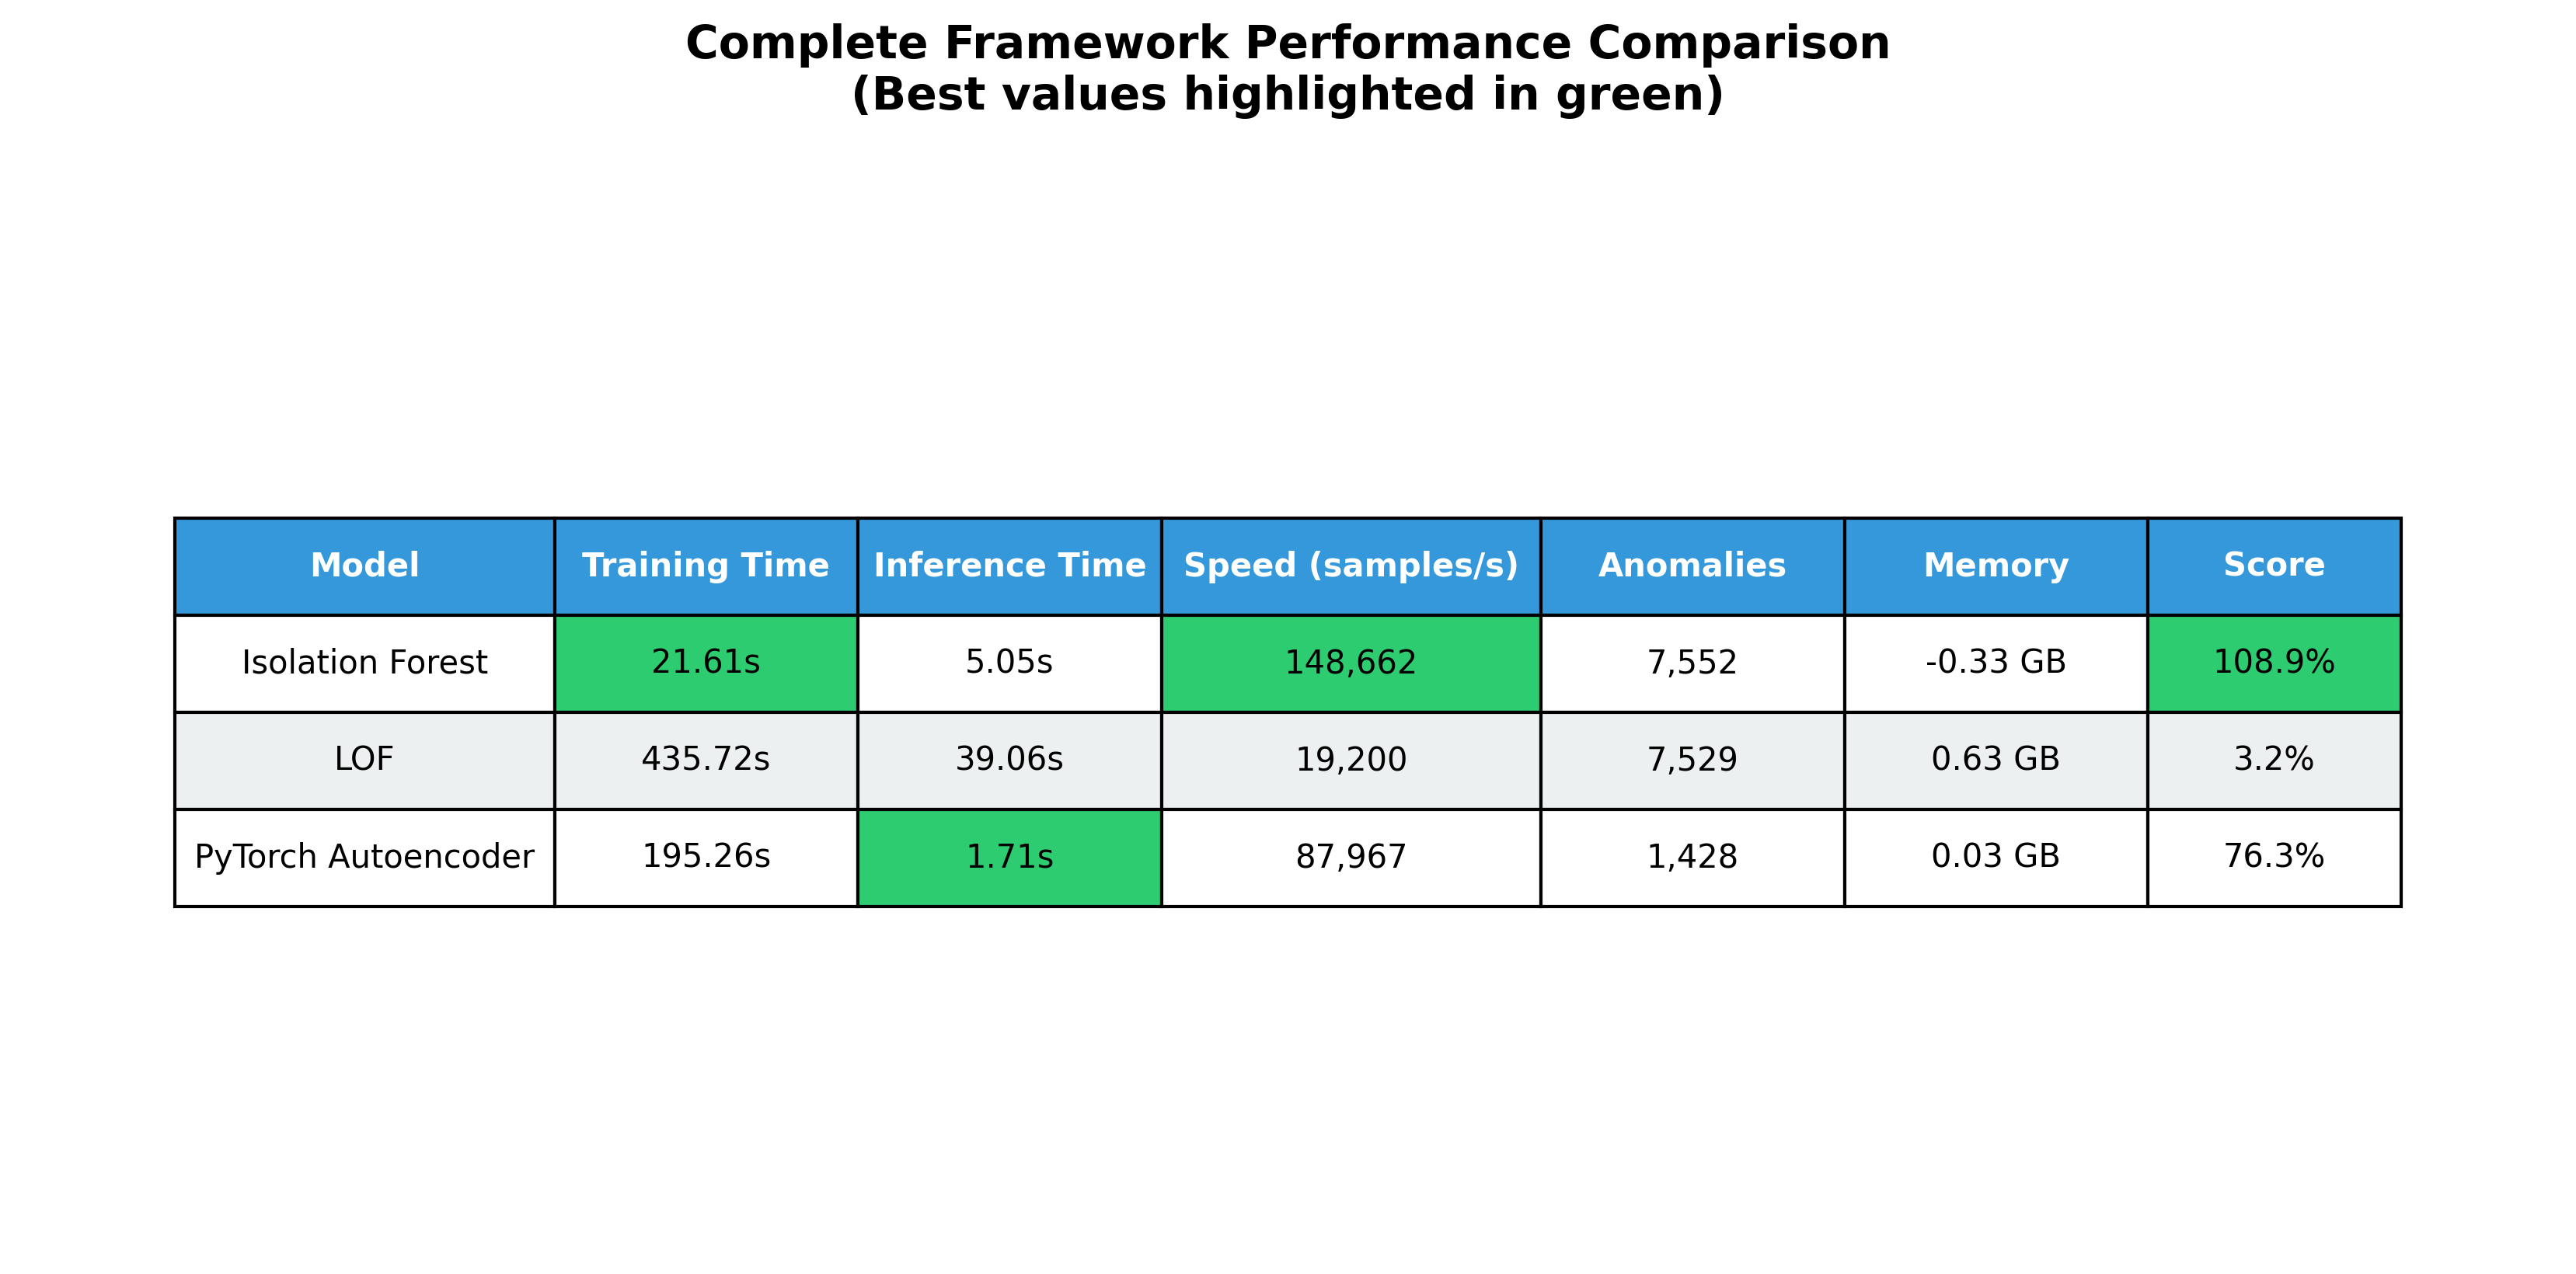 Complete Framework Performance Comparison
(Best values highlighted in green)
Model Training Time Inference Time Speed (samples/s) Anomalies Memory Score
Isolation Forest 21.61s 5.05s 148,662 7,552 -0.33 GB 108.9%
LOF 435.72s 39.06s 19,200 7,529 0.63 GB 3.2%
PyTorch Autoencoder 195.26s 1.71s 87,967 1,428 0.03 GB 76.3%